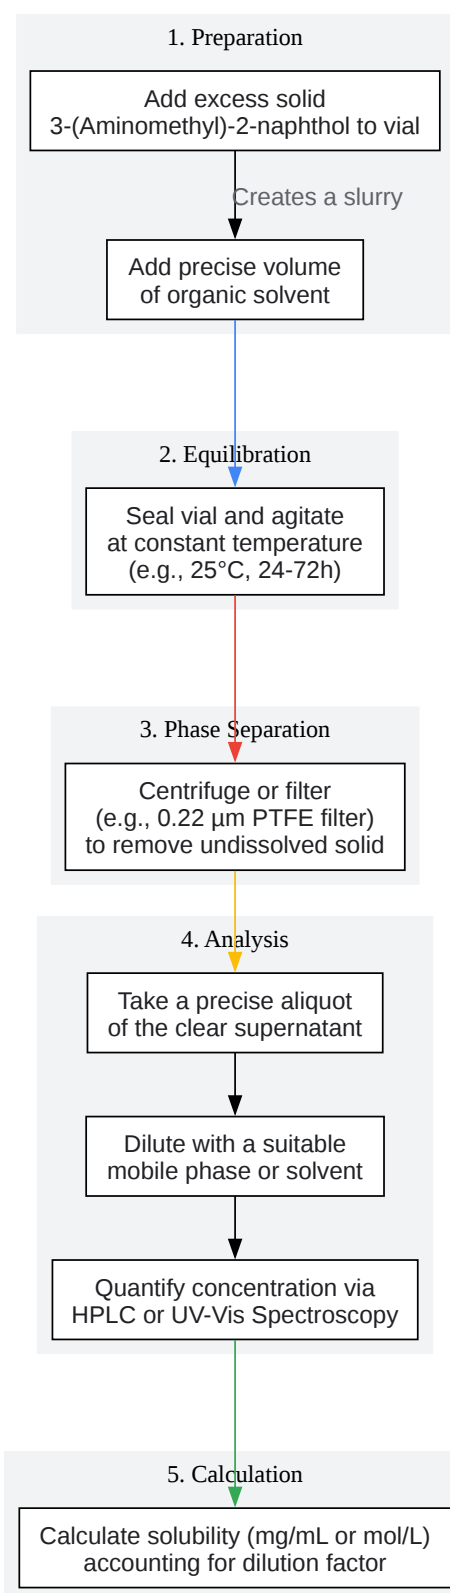 1. Preparation
Add excess solid
3-(Aminomethyl)-2-naphthol to vial
Creates a slurry
Add precise volume
of organic solvent
2. Equilibration
Seal vial and agitate
at constant temperature
(e.g., 25°C, 24-72h)
3. Phase Separation
Centrifuge or filter
(e.g., 0.22 µm PTFE filter)
to remove undissolved solid
4. Analysis
Take a precise aliquot
of the clear supernatant
Dilute with a suitable
mobile phase or solvent
Quantify concentration via
HPLC or UV-Vis Spectroscopy
5. Calculation
Calculate solubility (mg/mL or mol/L)
accounting for dilution factor